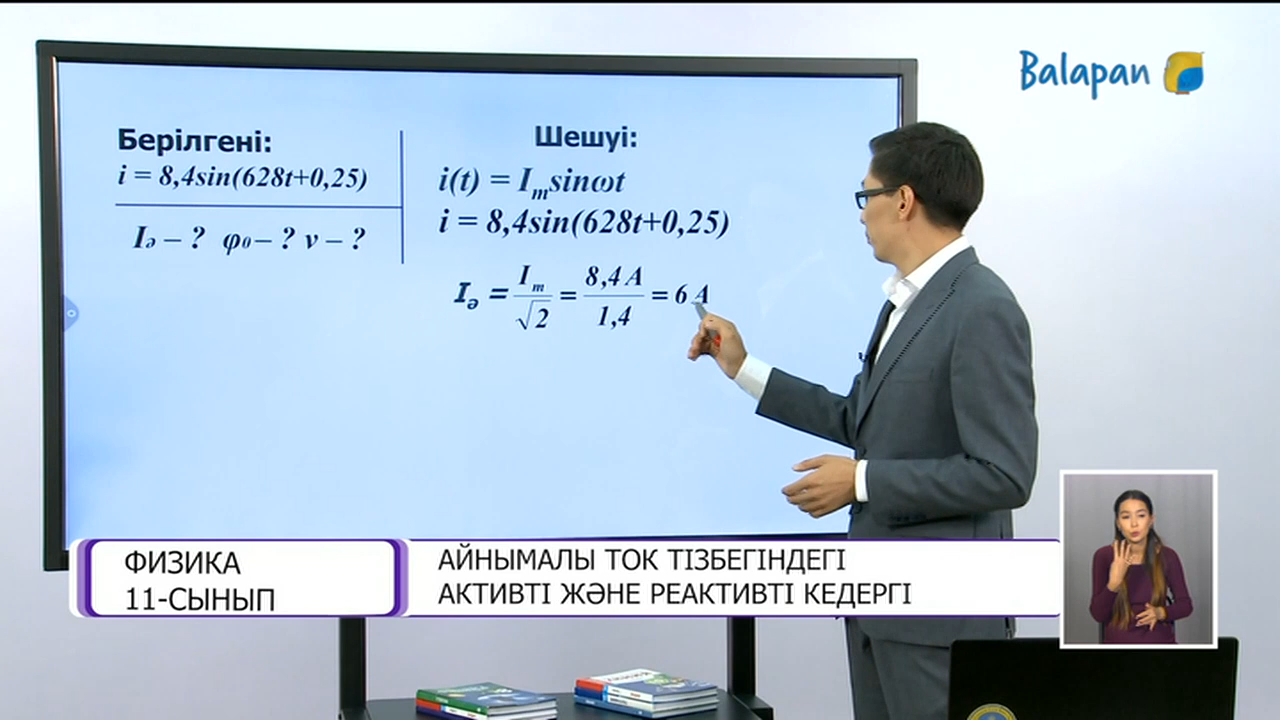 Balapan
Берілгені:
i = 8,4sin(628t+0,25)
Iә – ? φ₀ – ? ν – ?
Шешуі:
i(t) = Iₘsinωt
i = 8,4sin(628t+0,25)
Iә = Iₘ/√2 = 8,4 A/1,4 = 6 A
ФИЗИКА
11-СЫНЫП
АЙНЫМАЛЫ ТОК ТІЗБЕГІНДЕГІ
АКТИВТІ ЖӘНЕ РЕАКТИВТІ КЕДЕРГІ